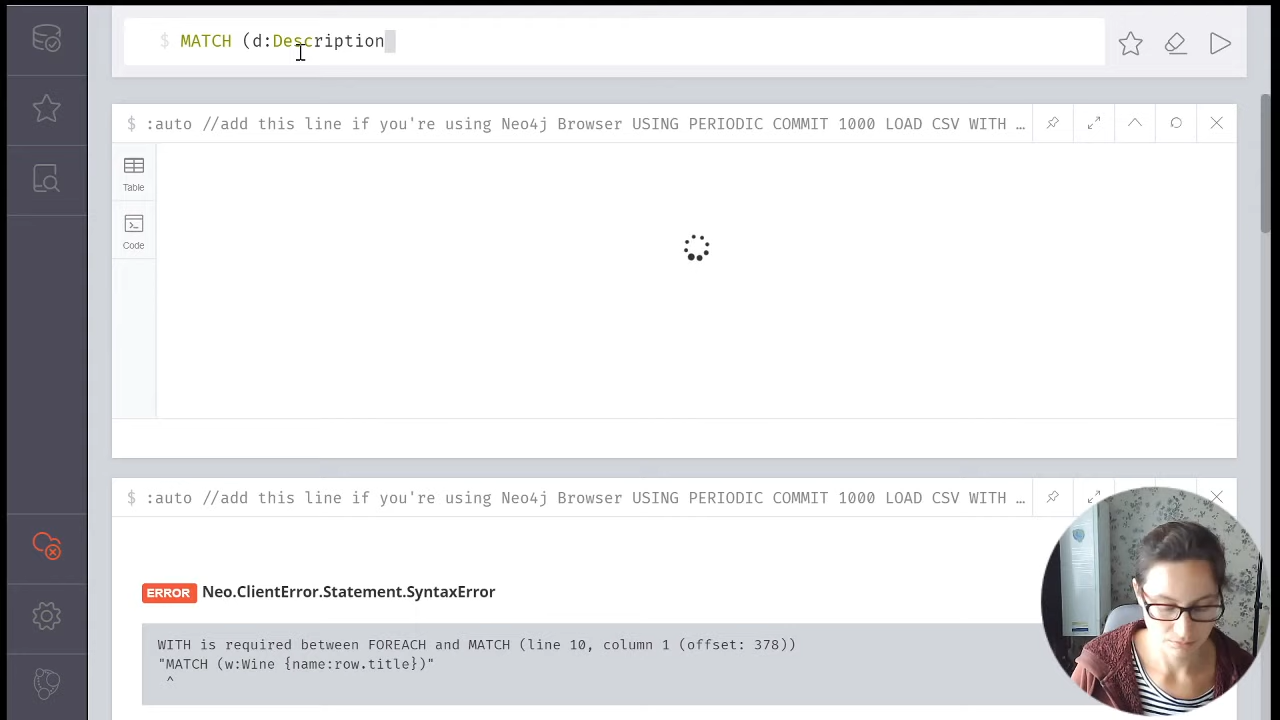 $ MATCH (d:Description
$ :auto //add this line if you're using Neo4j Browser USING PERIODIC COMMIT 1000 LOAD CSV WITH …
Table
Code
$ :auto //add this line if you're using Neo4j Browser USING PERIODIC COMMIT 1000 LOAD CSV WITH …
ERROR Neo.ClientError.Statement.SyntaxError
WITH is required between FOREACH and MATCH (line 10, column 1 (offset: 378))
"MATCH (w:Wine {name:row.title})"
^